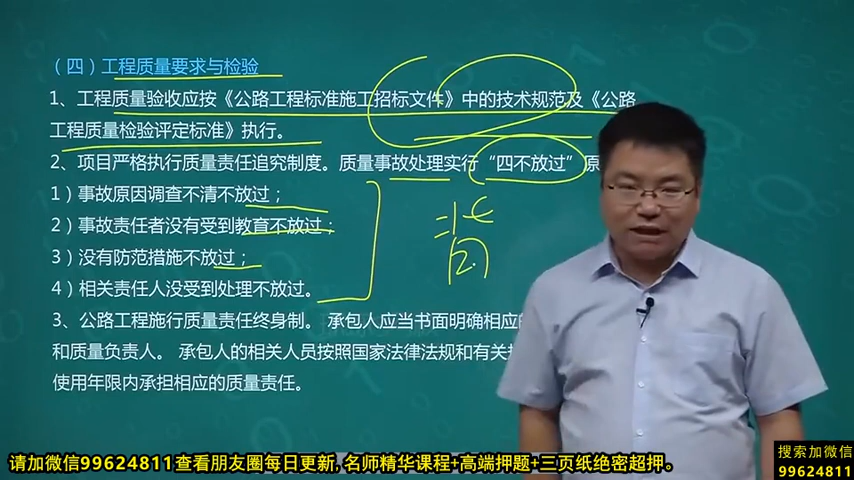 （四）工程质量要求与检验
1、工程质量验收应按《公路工程标准施工招标文件》中的技术规范及《公路
工程质量检验评定标准》执行。
2、项目严格执行质量责任追究制度。质量事故处理实行“四不放过”原
1）事故原因调查不清不放过；
2）事故责任者没有受到教育不放过；
3）没有防范措施不放过；
4）相关责任人没受到处理不放过。
3、公路工程施行质量责任终身制。 承包人应当书面明确相应的
和质量负责人。 承包人的相关人员按照国家法律法规和有关
使用年限内承担相应的质量责任。
请加微信99624811查看朋友圈每日更新,名师精华课程+高端押题+三页纸绝密超押。
搜索加微信
99624811